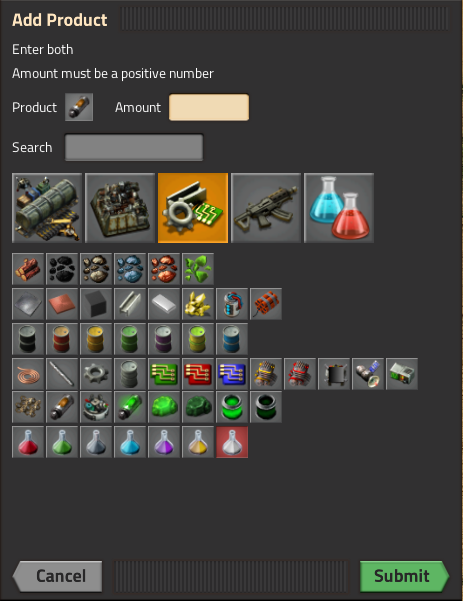 Add Product
Enter both
Amount must be a positive number
Product Amount
Search
Cancel Submit